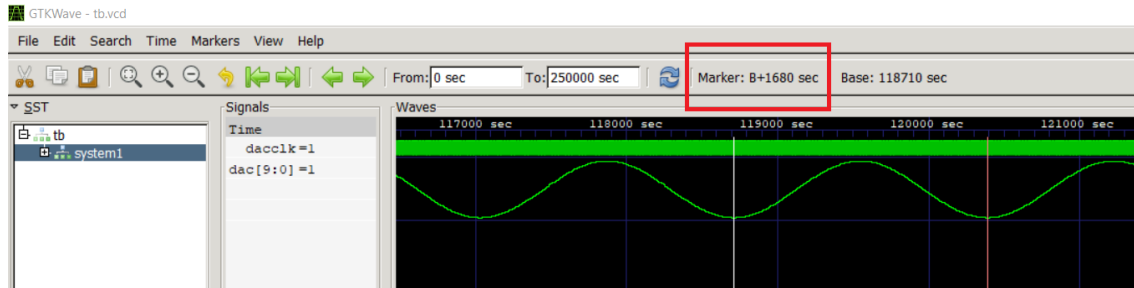 GTKWave - tb.vcd
File Edit Search Time Markers View Help
From: 0 sec To: 250000 sec Marker: B+1680 sec Base: 118710 sec
SST
tb
system1
Signals
Time
dacclk=1
dac[9:0]=1
Waves
117000 sec 118000 sec 119000 sec 120000 sec 121000 sec